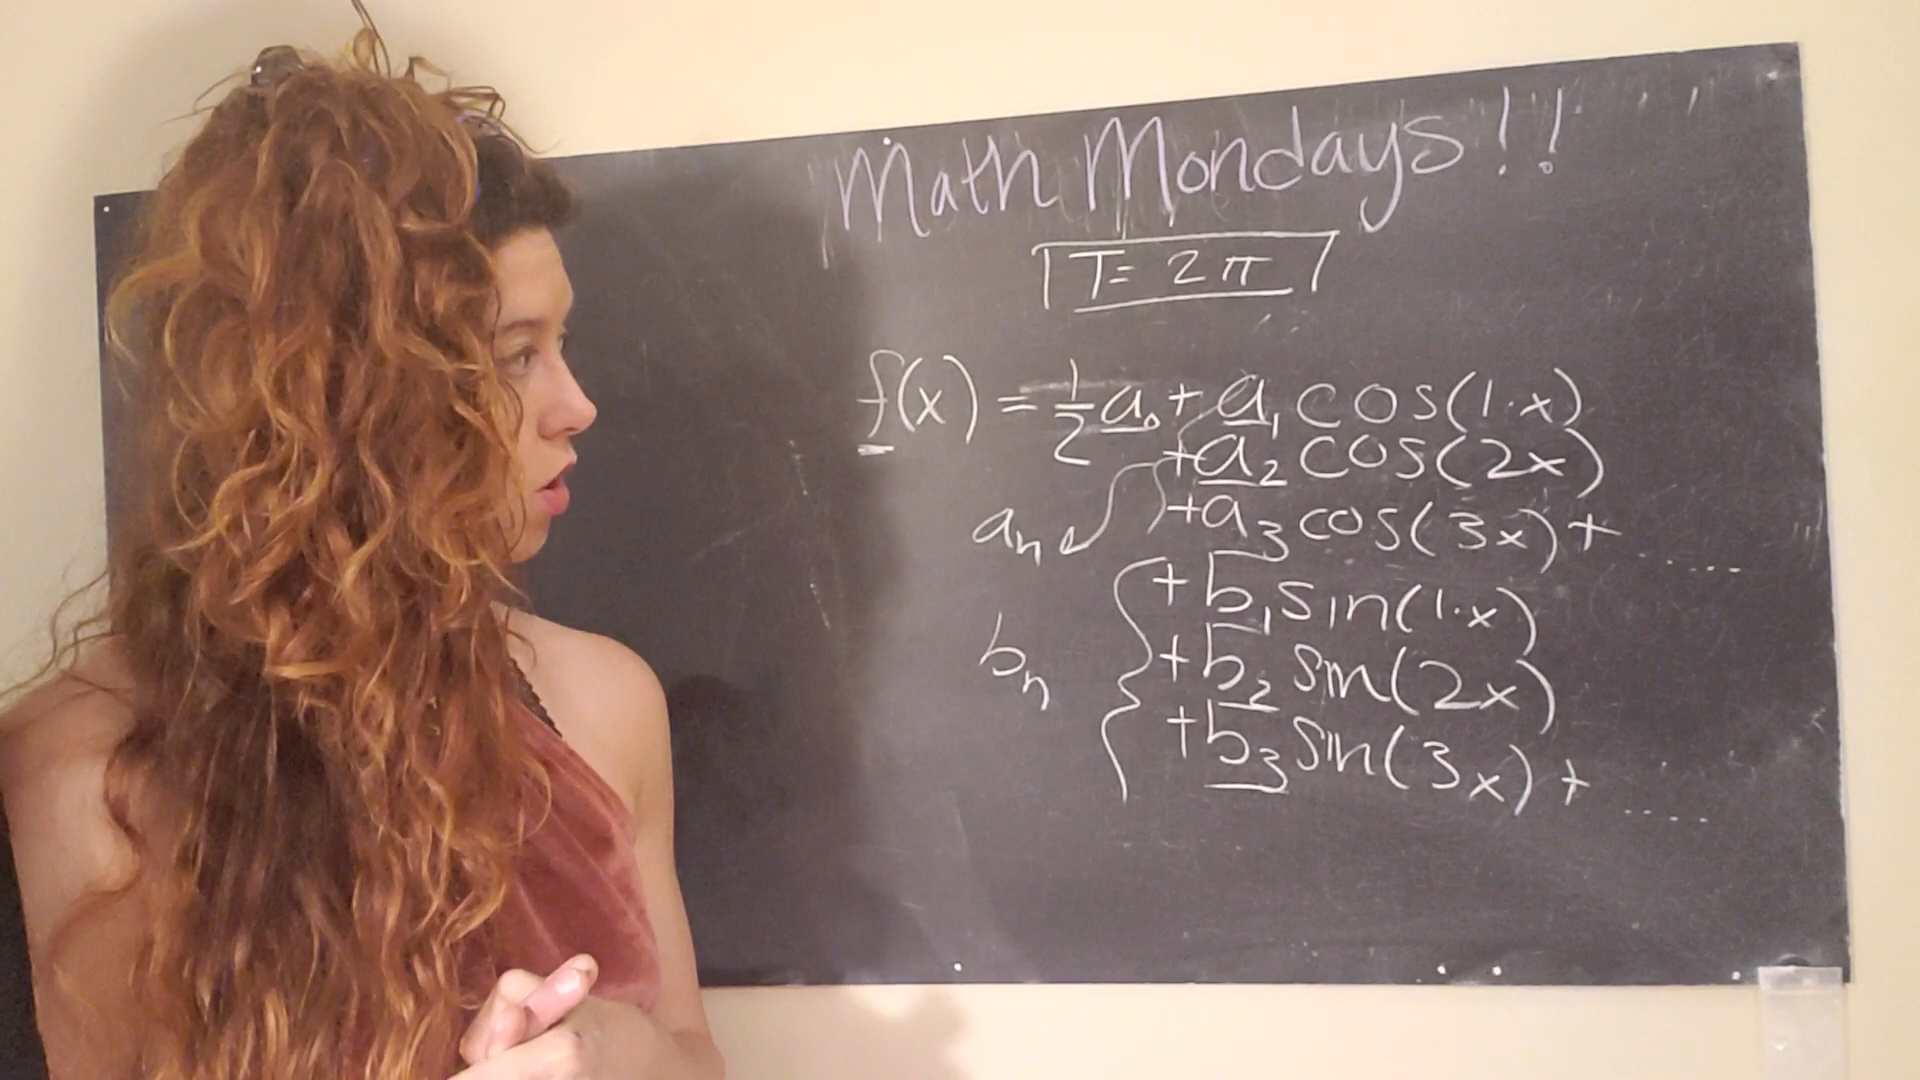 Math Mondays!!
T = 2π
f(x) = 1/2 a₀ + a₁ cos(1·x)
+ a₂ cos(2x)
aₙ + a₃ cos(3x) + .....
+ b₁ sin(1·x)
bₙ + b₂ sin(2x)
+ b₃ sin(3x) + .....